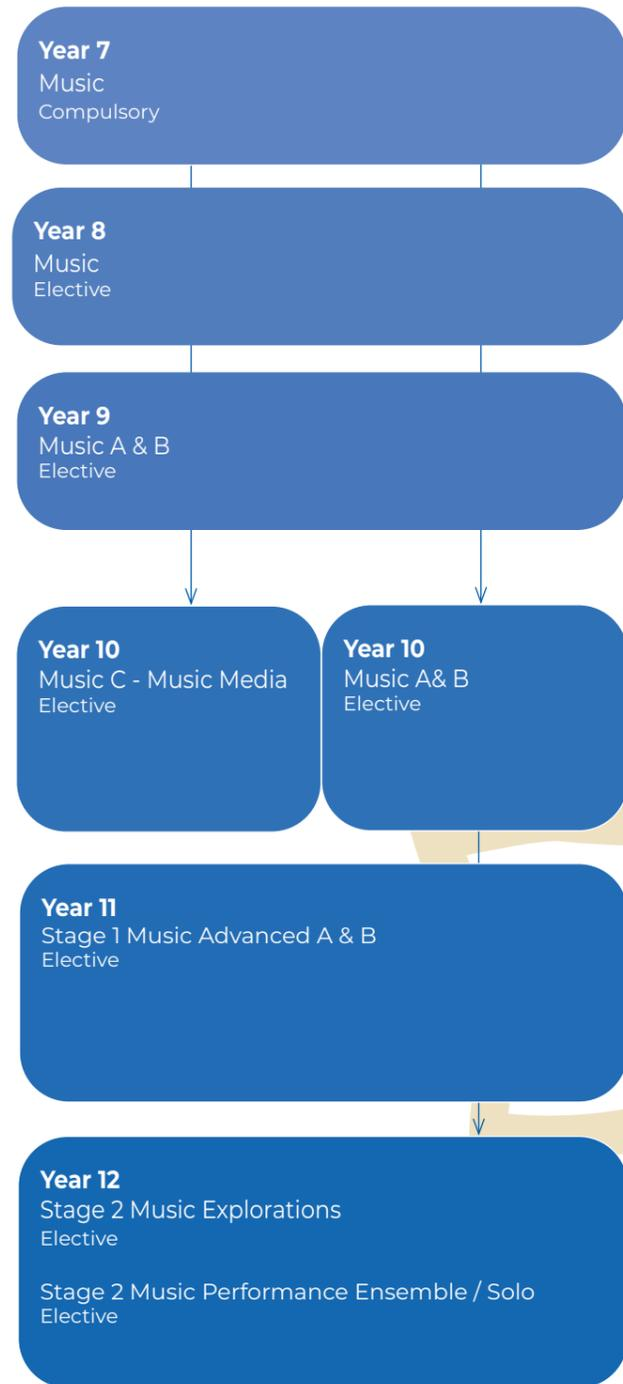 Year 7
Music
Compulsory
Year 8
Music
Elective
Year 9
Music A & B
Elective
Year 10
Music C - Music Media
Elective
Year 10
Music A& B
Elective
Year 11
Stage 1 Music Advanced A & B
Elective
Year 12
Stage 2 Music Explorations
Elective
Stage 2 Music Performance Ensemble / Solo
Elective